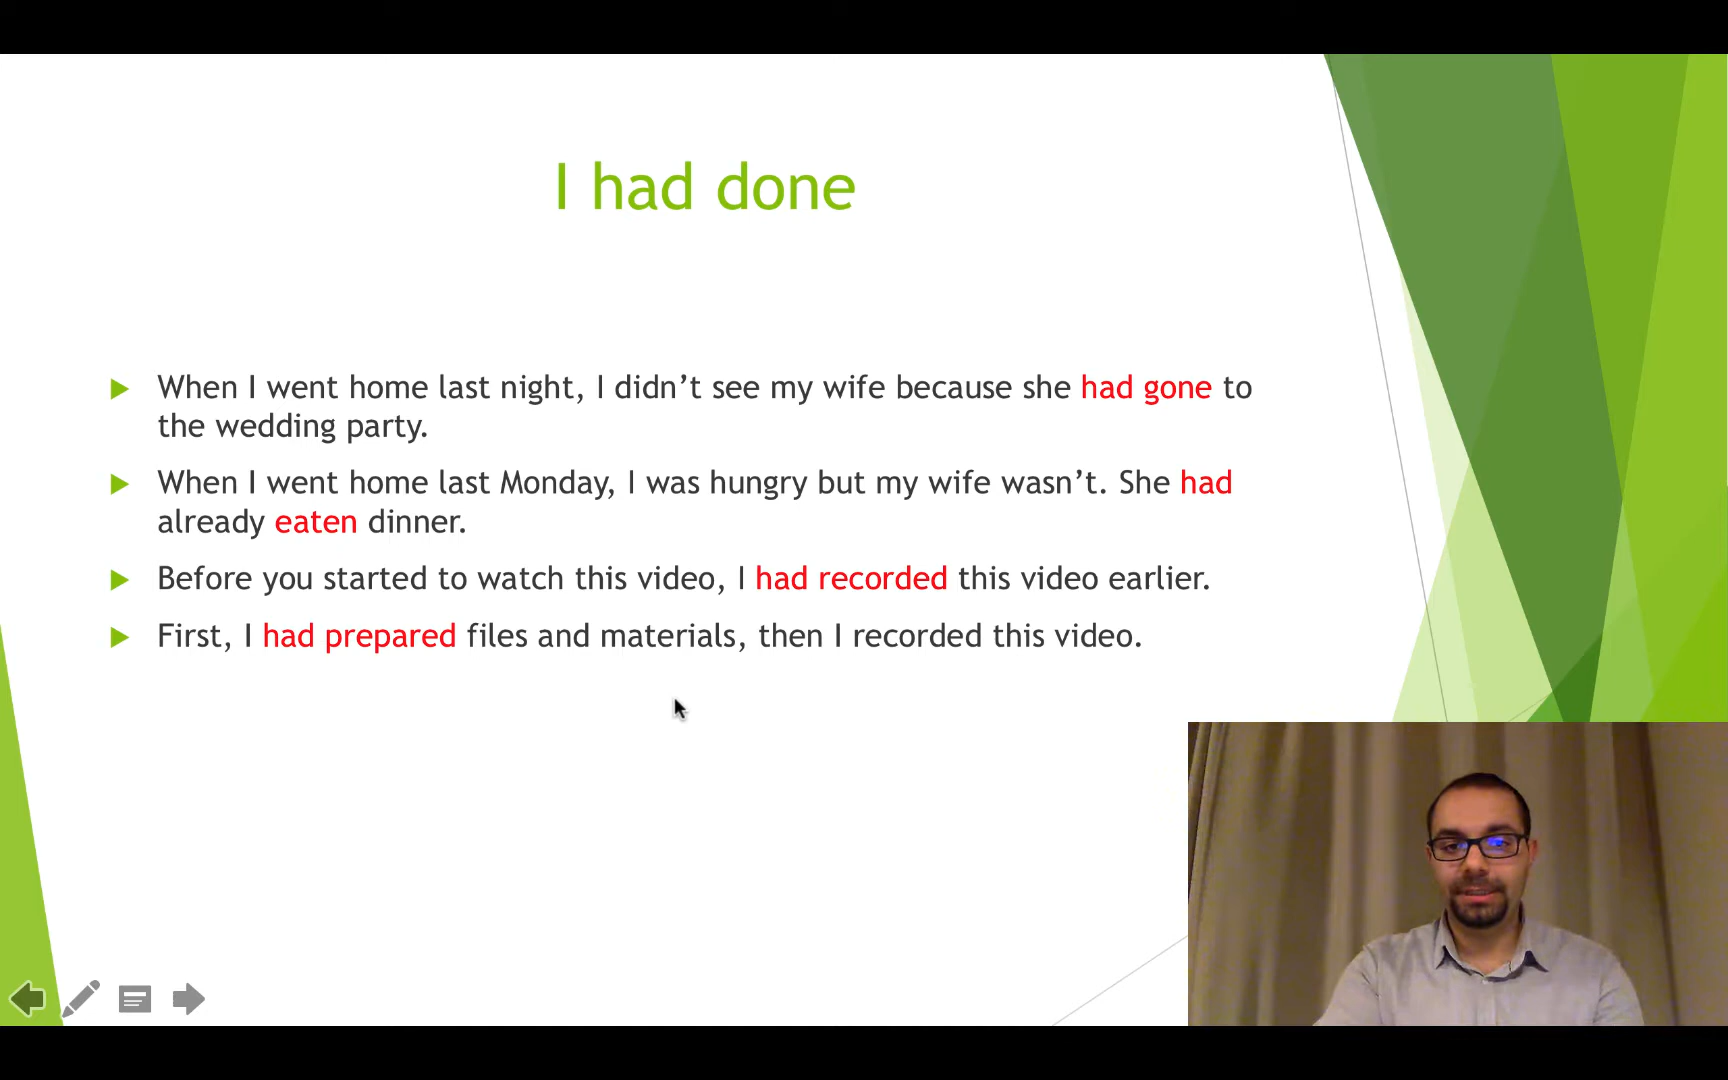 I had done
When I went home last night, I didn’t see my wife because she had gone to
the wedding party.
When I went home last Monday, I was hungry but my wife wasn’t. She had
already eaten dinner.
Before you started to watch this video, I had recorded this video earlier.
First, I had prepared files and materials, then I recorded this video.